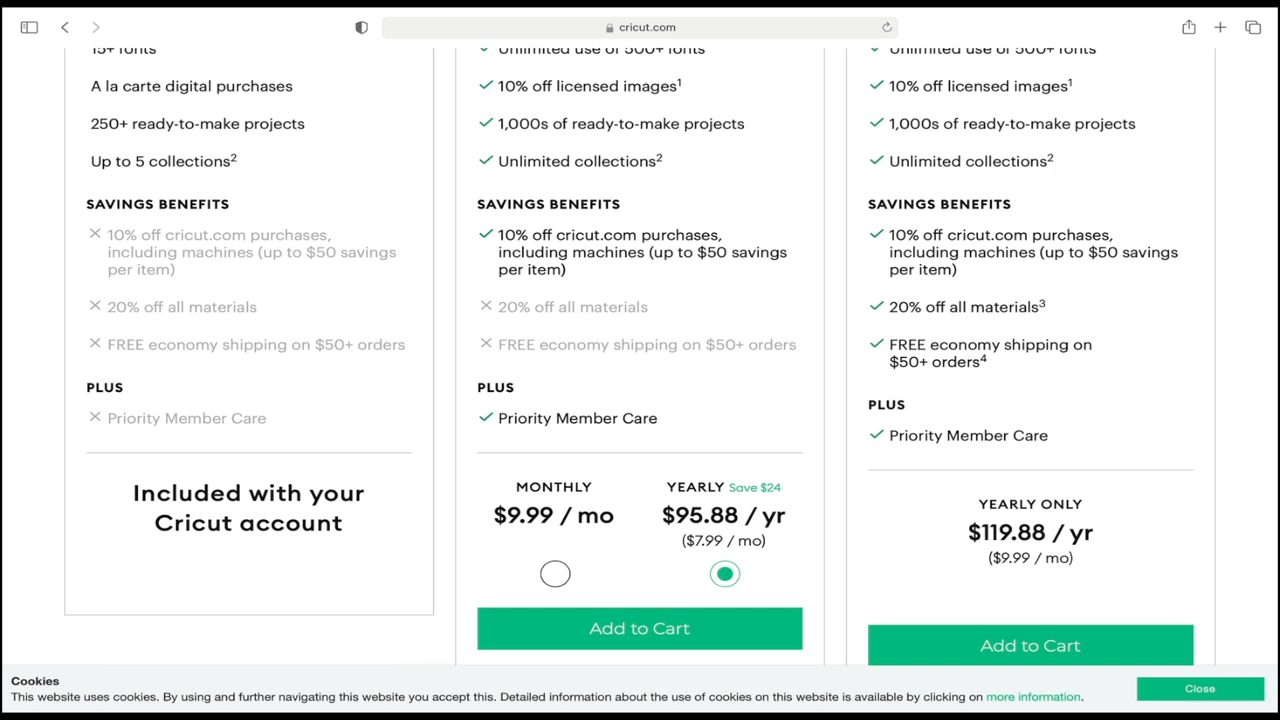 cricut.com
15+ fonts
A la carte digital purchases
250+ ready-to-make projects
Up to 5 collections2
SAVINGS BENEFITS
10% off cricut.com purchases,
including machines (up to $50 savings
per item)
20% off all materials
FREE economy shipping on $50+ orders
PLUS
Priority Member Care
Included with your
Cricut account
Unlimited use of 500+ fonts
10% off licensed images1
1,000s of ready-to-make projects
Unlimited collections2
SAVINGS BENEFITS
10% off cricut.com purchases,
including machines (up to $50 savings
per item)
20% off all materials
FREE economy shipping on $50+ orders
PLUS
Priority Member Care
MONTHLY
$9.99 / mo
YEARLY Save $24
$95.88 / yr
($7.99 / mo)
Add to Cart
Unlimited use of 500+ fonts
10% off licensed images1
1,000s of ready-to-make projects
Unlimited collections2
SAVINGS BENEFITS
10% off cricut.com purchases,
including machines (up to $50 savings
per item)
20% off all materials3
FREE economy shipping on
$50+ orders4
PLUS
Priority Member Care
YEARLY ONLY
$119.88 / yr
($9.99 / mo)
Add to Cart
Cookies
This website uses cookies. By using and further navigating this website you accept this. Detailed information about the use of cookies on this website is available by clicking on more information.
Close